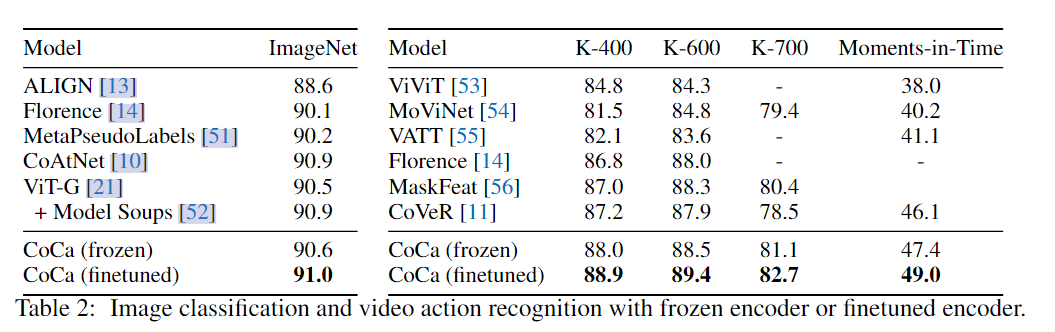 Model ImageNet
ALIGN [13] 88.6
Florence [14] 90.1
MetaPseudoLabels [51] 90.2
CoAtNet [10] 90.9
ViT-G [21] 90.5
+ Model Soups [52] 90.9
CoCa (frozen) 90.6
CoCa (finetuned) 91.0
Model K-400 K-600 K-700 Moments-in-Time
ViViT [53] 84.8 84.3 - 38.0
MoViNet [54] 81.5 84.8 79.4 40.2
VATT [55] 82.1 83.6 - 41.1
Florence [14] 86.8 88.0 - -
MaskFeat [56] 87.0 88.3 80.4
CoVeR [11] 87.2 87.9 78.5 46.1
CoCa (frozen) 88.0 88.5 81.1 47.4
CoCa (finetuned) 88.9 89.4 82.7 49.0
Table 2: Image classification and video action recognition with frozen encoder or finetuned encoder.